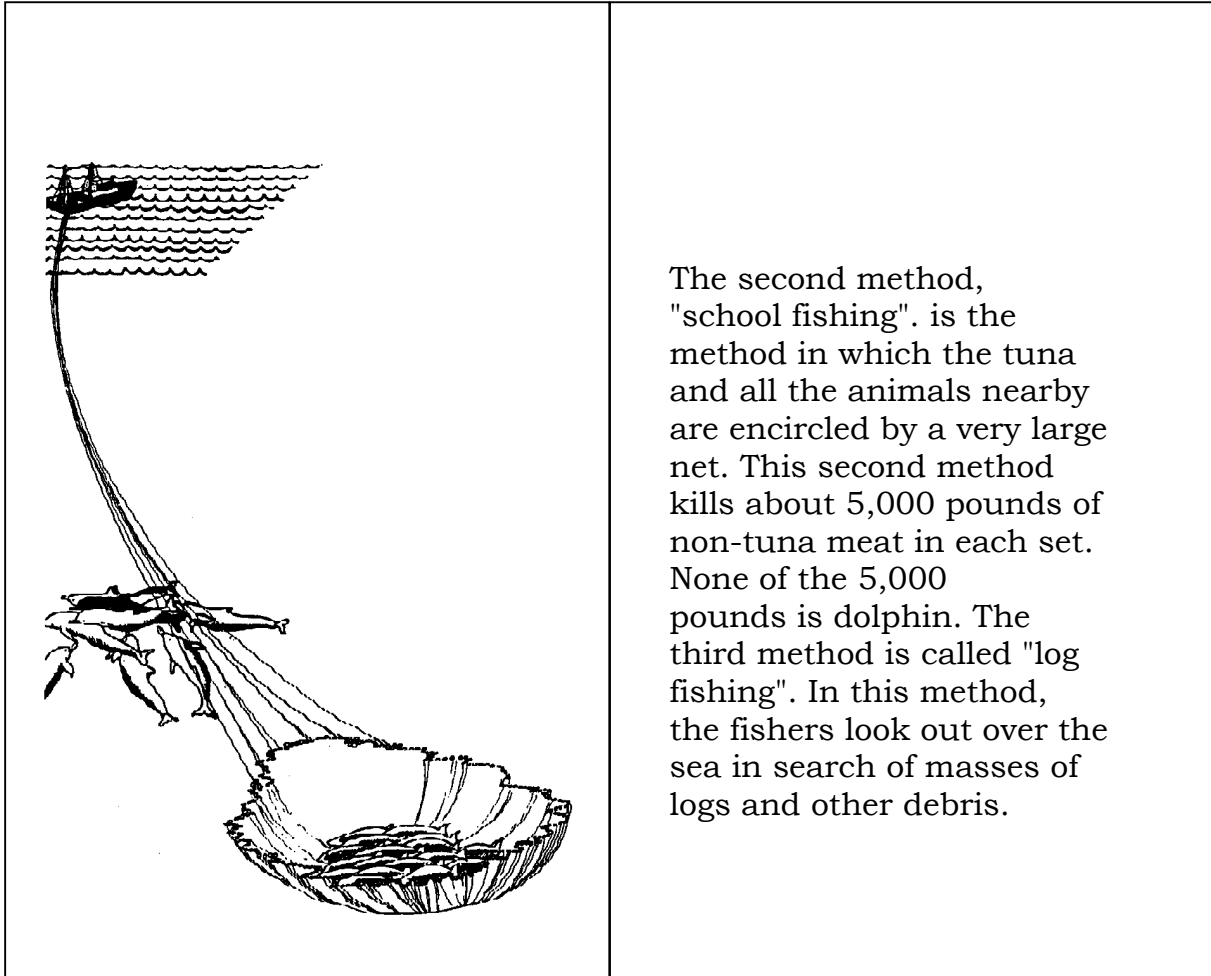 The second method,
"school fishing". is the
method in which the tuna
and all the animals nearby
are encircled by a very large
net. This second method
kills about 5,000 pounds of
non-tuna meat in each set.
None of the 5,000
pounds is dolphin. The
third method is called "log
fishing". In this method,
the fishers look out over the
sea in search of masses of
logs and other debris.